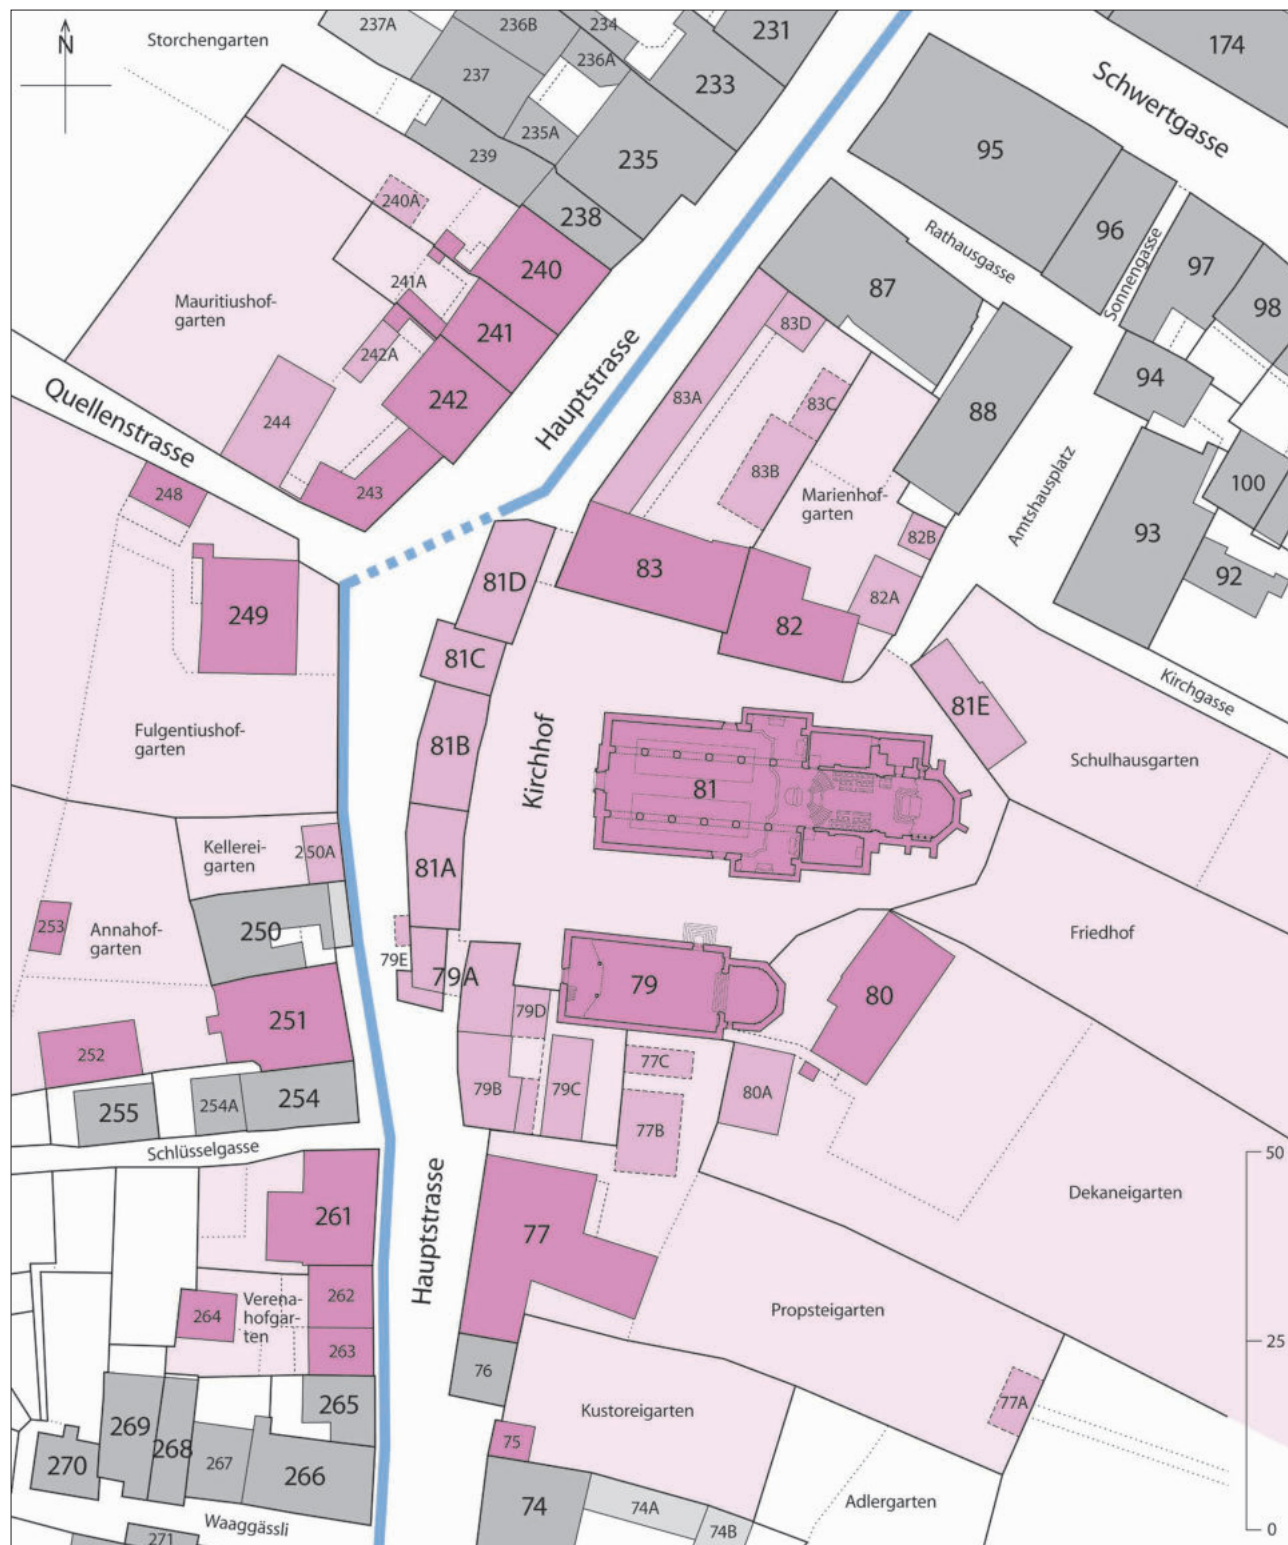 N
Storchengarten
237A
236B
234
231
174
236A
237
233
Schwertgasse
235A
235
239
95
240A
238
96
Rathausgasse
Sonnengasse
97
98
240
241A
87
Mauritiushof-
garten
241
83D
242A
94
Quellenstrasse
244
242
Hauptstrasse
83A
83C
88
83B
Amtshausplatz
100
248
243
Marienhof-
garten
93
82B
92
81D
83
82A
249
82
81C
Kirchgasse
81E
Fulgentiushof-
garten
81B
Kirchhof
Schulhausgarten
81
Kellerei-
garten
250A
81A
253
Annahof-
garten
250
Friedhof
79E
79A
79
80
251
79D
252
77C
79B
79C
80A
255
254A
254
77B
50
Schlüsselgasse
Dekaneigarten
261
77
Hauptstrasse
262
264
Verena-
hofgar-
ten
Propsteigarten
263
25
76
77A
265
Kustoreigarten
269
75
268
267
270
266
74
74A
Adlergarten
Waaggässli
74B
271
0